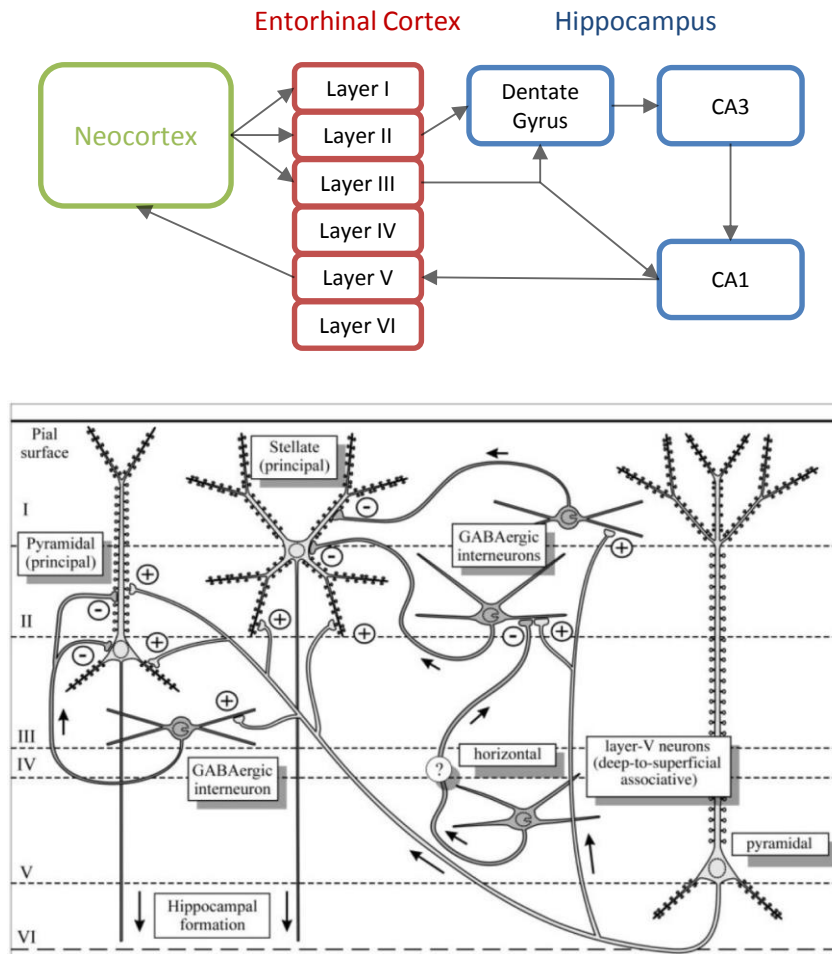 Entorhinal Cortex
Hippocampus
Neocortex
Layer I
Layer II
Layer III
Layer IV
Layer V
Layer VI
Dentate
Gyrus
CA3
CA1
Pial
surface
I
II
III
IV
V
VI
Stellate
(principal)
Pyramidal
(principal)
GABAergic
interneurons
+
-
+
-
-
-
+
-
+
+
-
+
+
GABAergic
interneuron
?
horizontal
layer-V neurons
(deep-to-superficial
associative)
pyramidal
Hippocampal
formation